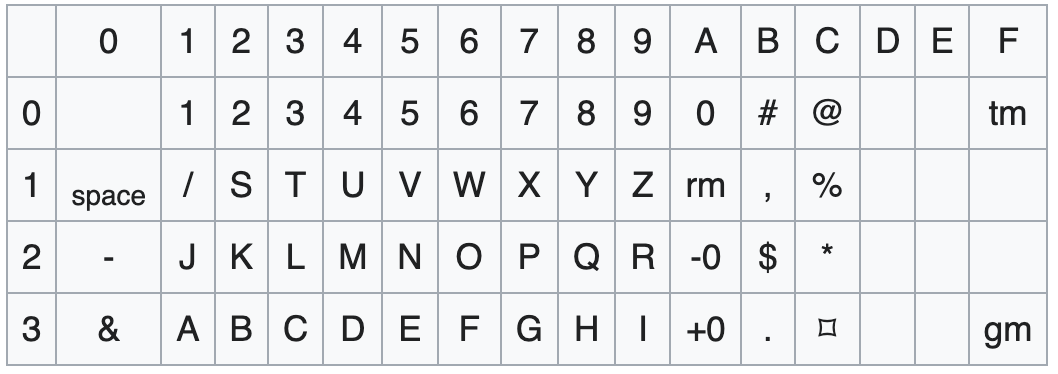 0 1 2 3 4 5 6 7 8 9 A B C D E F
0 1 2 3 4 5 6 7 8 9 0 # @ tm
1 space / S T U V W X Y Z rm , %
2 - J K L M N O P Q R -0 $ *
3 & A B C D E F G H I +0 . ⌑ gm